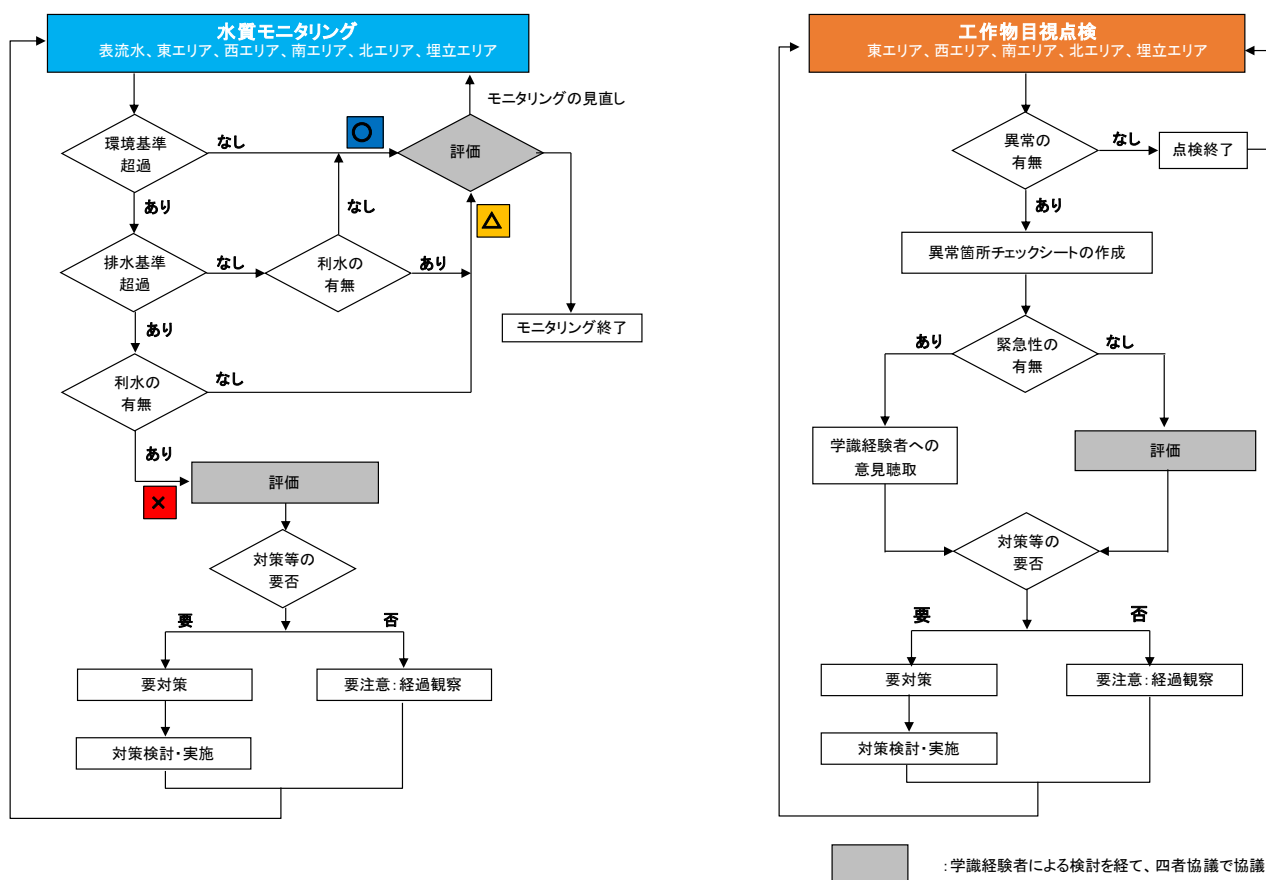 水質モニタリング
表流水、東エリア、西エリア、南エリア、北エリア、埋立エリア
モニタリングの見直し
環境基準
超過
なし
○
評価
あり
なし
△
排水基準
超過
なし
利水の
有無
あり
モニタリング終了
あり
利水の
有無
なし
あり
×
評価
対策等の
要否
要
否
要対策
要注意：経過観察
対策検討・実施
工作物目視点検
東エリア、西エリア、南エリア、北エリア、埋立エリア
異常の
有無
なし
点検終了
あり
異常箇所チェックシートの作成
緊急性の
有無
あり
なし
学識経験者への
意見聴取
評価
対策等の
要否
要
否
要対策
要注意：経過観察
対策検討・実施
：学識経験者による検討を経て、四者協議で協議